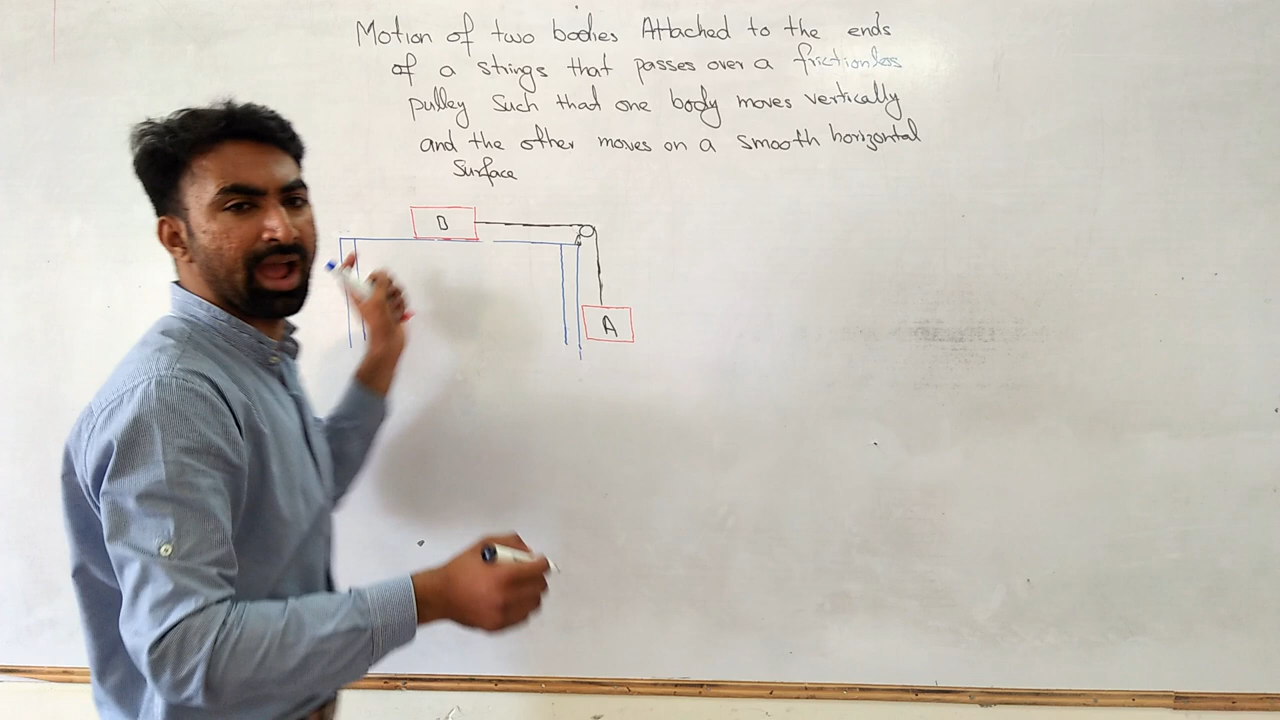 Motion of two bodies Attached to the ends
of a strings that passes over a frictionless
pulley Such that one body moves vertically
and the other moves on a smooth horizontal
Surface
B
A